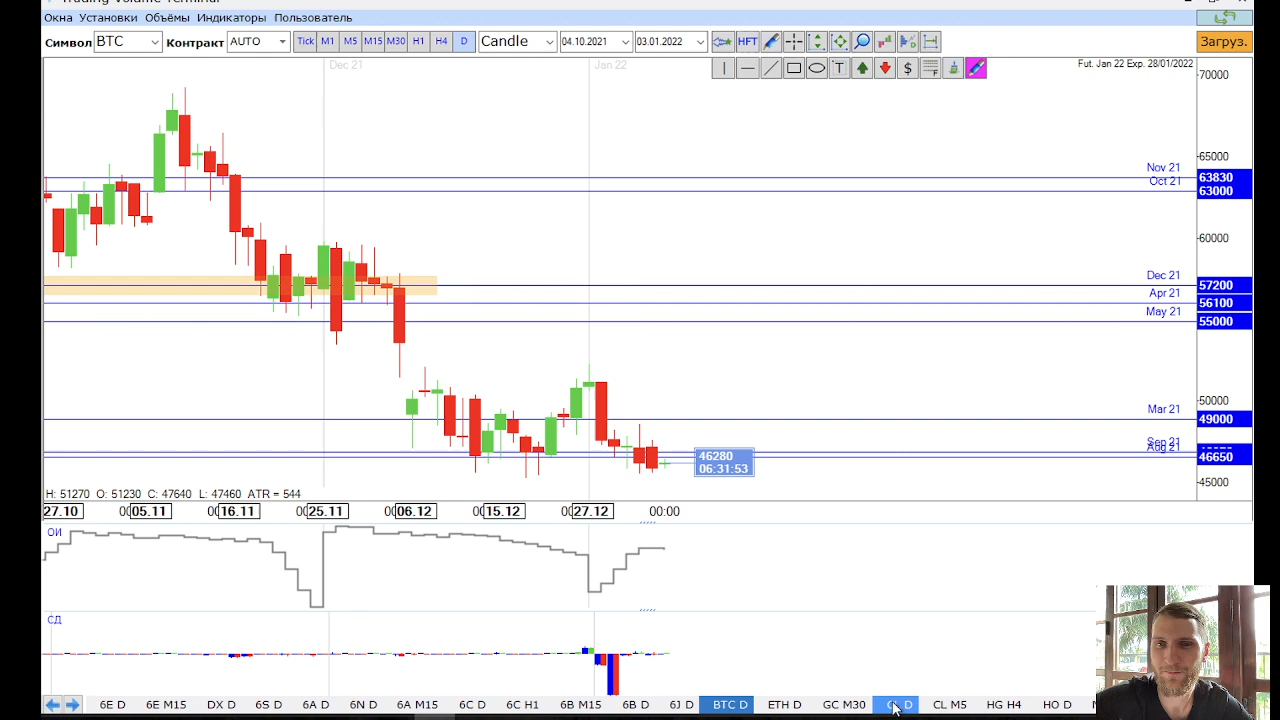 Trading Volume Terminal
Окна Установки Объёмы Индикаторы Пользователь
Символ BTC Контракт AUTO Tick M1 M5 M15 M30 H1 H4 D Candle 04.10.2021 03.01.2022 HFT Загруз.
T $ F
Dec 21 Jan 22 Fut. Jan 22 Exp. 28/01/2022
70000
65000
Nov 21 63830
Oct 21 63000
60000
Dec 21 57200
Apr 21 56100
May 21 55000
50000
Mar 21 49000
Sep 21
Aug 21 46650
46280
06:31:53
45000
H: 51270 O: 51230 C: 47640 L: 47460 ATR = 544
27.10 05.11 16.11 25.11 06.12 15.12 27.12 00:00
ОИ
СД
6E D 6E M15 DX D 6S D 6A D 6N D 6A M15 6C D 6C H1 6B M15 6B D 6J D BTC D ETH D GC M30 CL M5 HG H4 HO D